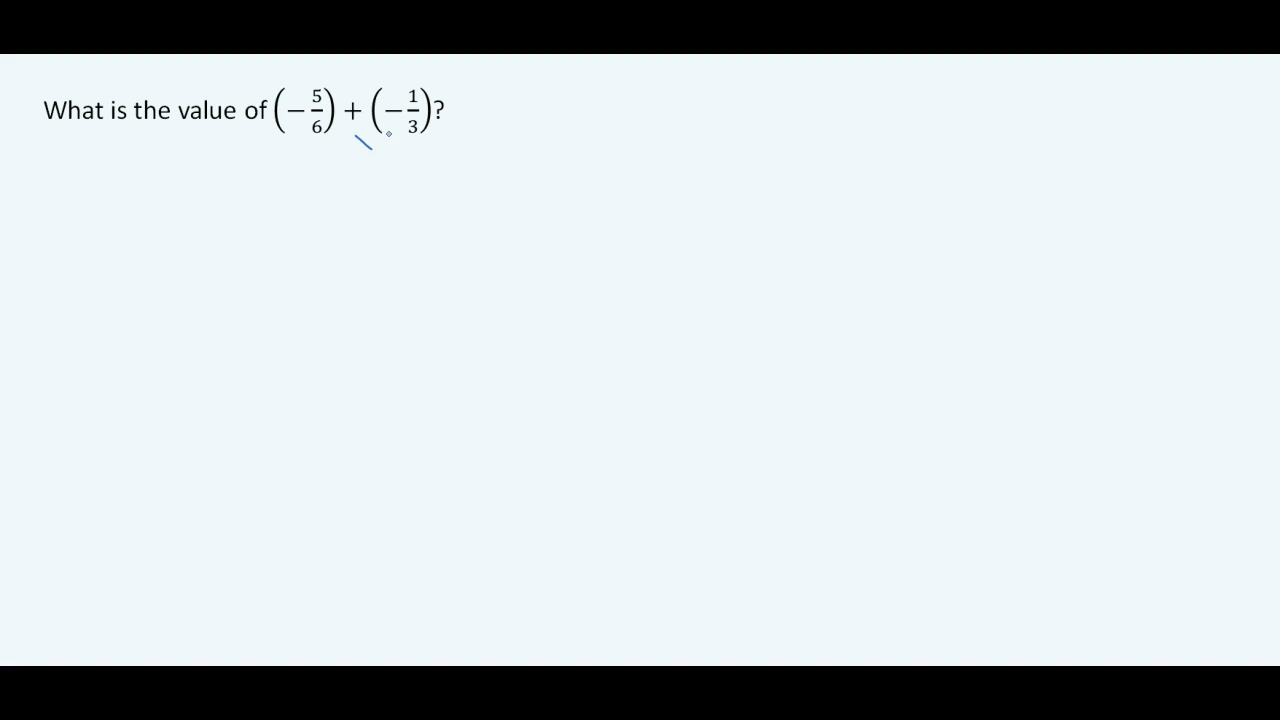 What is the value of (−5/6) + (−1/3)?